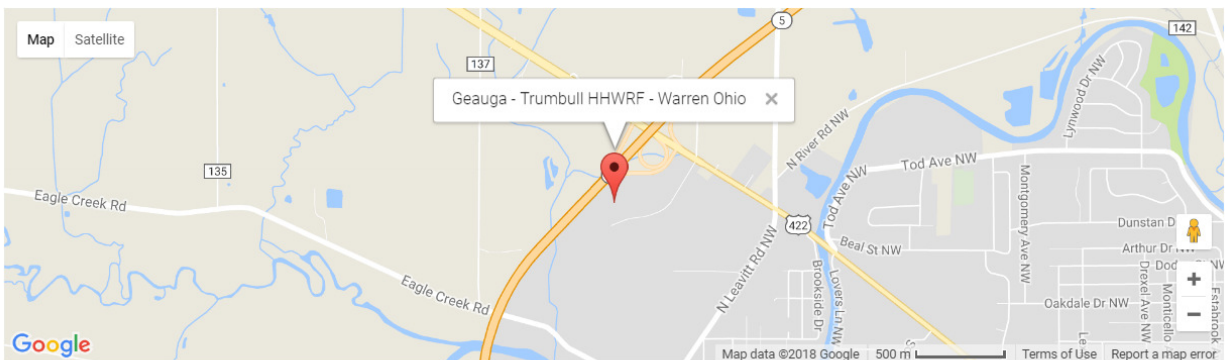 Map Satellite
5
142
137
Geauga - Trumbull HHWRF - Warren Ohio ×
Lynwood Dr NW
N River Rd NW
Tod Ave NW
135
Eagle Creek Rd
Tod Ave NW
Montgomery Ave NW
422
Dunstan D
Beal St NW
Arthur Dr NW
N Leavitt Rd NW
Brookside Dr
Lovers Ln NW
Drexel Ave NW
Monticello
Estabrook
+
Eagle Creek Rd
Oakdale Dr NW
−
Google
Map data ©2018 Google 500 m Terms of Use Report a map error